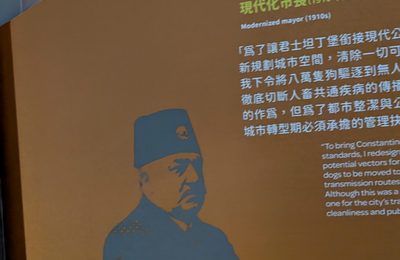 現代化市長(1910
Modernized mayor (1910s)
「為了讓君士坦丁堡銜接現代公
新規劃城市空間,清除一切可
我下令將八萬隻狗驅逐到無人
徹底切斷人畜共通疾病的傳播
的作為,但為了都市整潔與公
城市轉型期必須承擔的管理
"To bring Constantin
standards, I redesign
potential vectors for
dogs to be moved to
transmission routes
Although this was a
one for the city's tra
cleanliness and pub